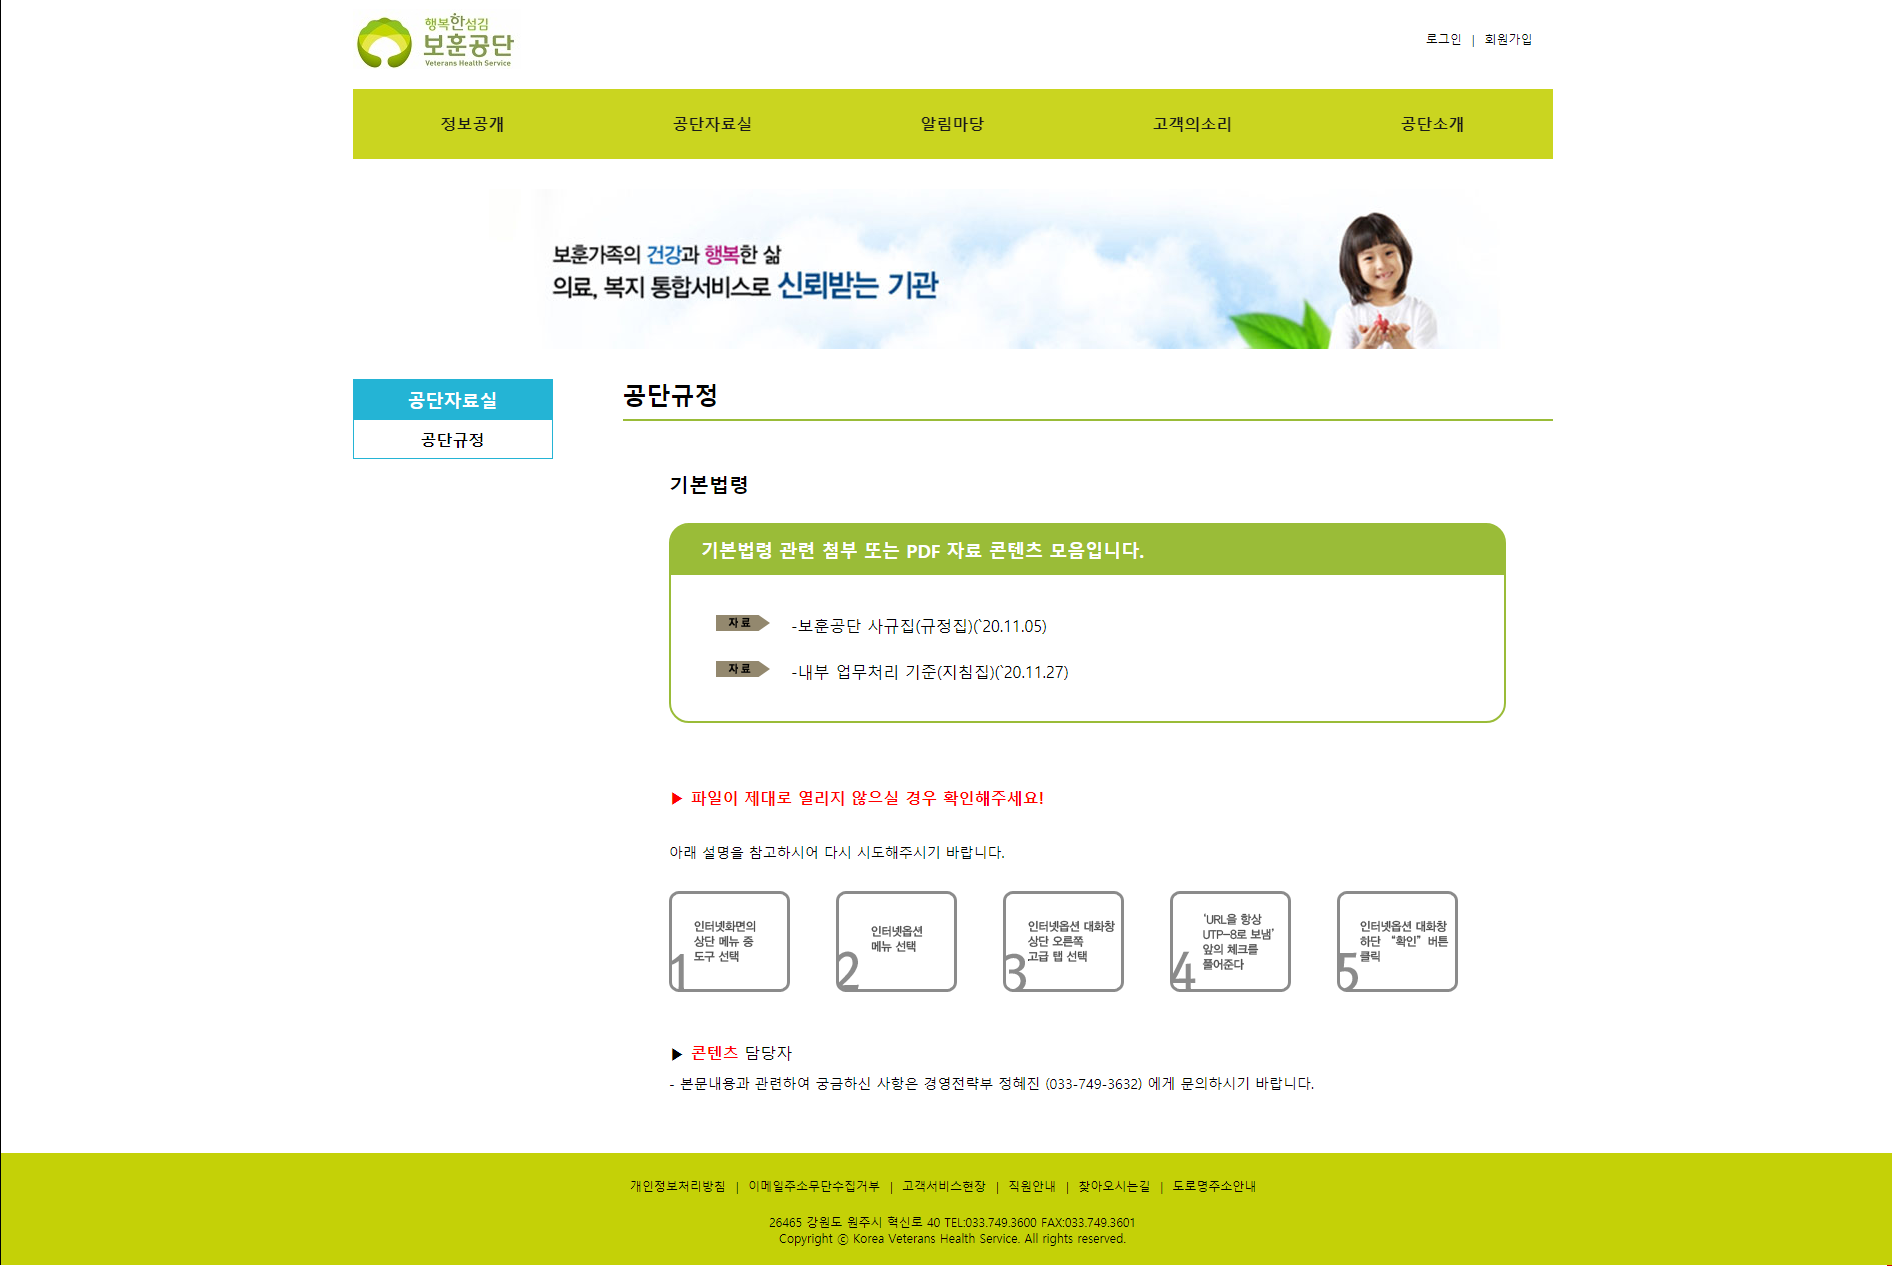 행복한섬김
보훈공단
Veterans Health Service
로그인 | 회원가입
정보공개 공단자료실 알림마당 고객의소리 공단소개
보훈가족의 건강과 행복한 삶
의료, 복지 통합서비스로 신뢰받는 기관
공단자료실
공단규정
공단규정
기본법령
기본법령 관련 첨부 또는 PDF 자료 콘텐츠 모음입니다.
자료 -보훈공단 사규집(규정집)(`20.11.05)
자료 -내부 업무처리 기준(지침집)(`20.11.27)
▶ 파일이 제대로 열리지 않으실 경우 확인해주세요!
아래 설명을 참고하시어 다시 시도해주시기 바랍니다.
1
인터넷화면의
상단 메뉴 중
도구 선택
2
인터넷옵션
메뉴 선택
3
인터넷옵션 대화창
상단 오른쪽
고급 탭 선택
4
'URL을 항상
UTP-8로 보냄'
앞의 체크를
풀어준다
5
인터넷옵션 대화창
하단 “확인” 버튼
클릭
▶ 콘텐츠 담당자
- 본문내용과 관련하여 궁금하신 사항은 경영전략부 정혜진 (033-749-3632) 에게 문의하시기 바랍니다.
개인정보처리방침 | 이메일주소무단수집거부 | 고객서비스헌장 | 직원안내 | 찾아오시는길 | 도로명주소안내
26465 강원도 원주시 혁신로 40 TEL:033.749.3600 FAX:033.749.3601
Copyright ⓒ Korea Veterans Health Service. All rights reserved.